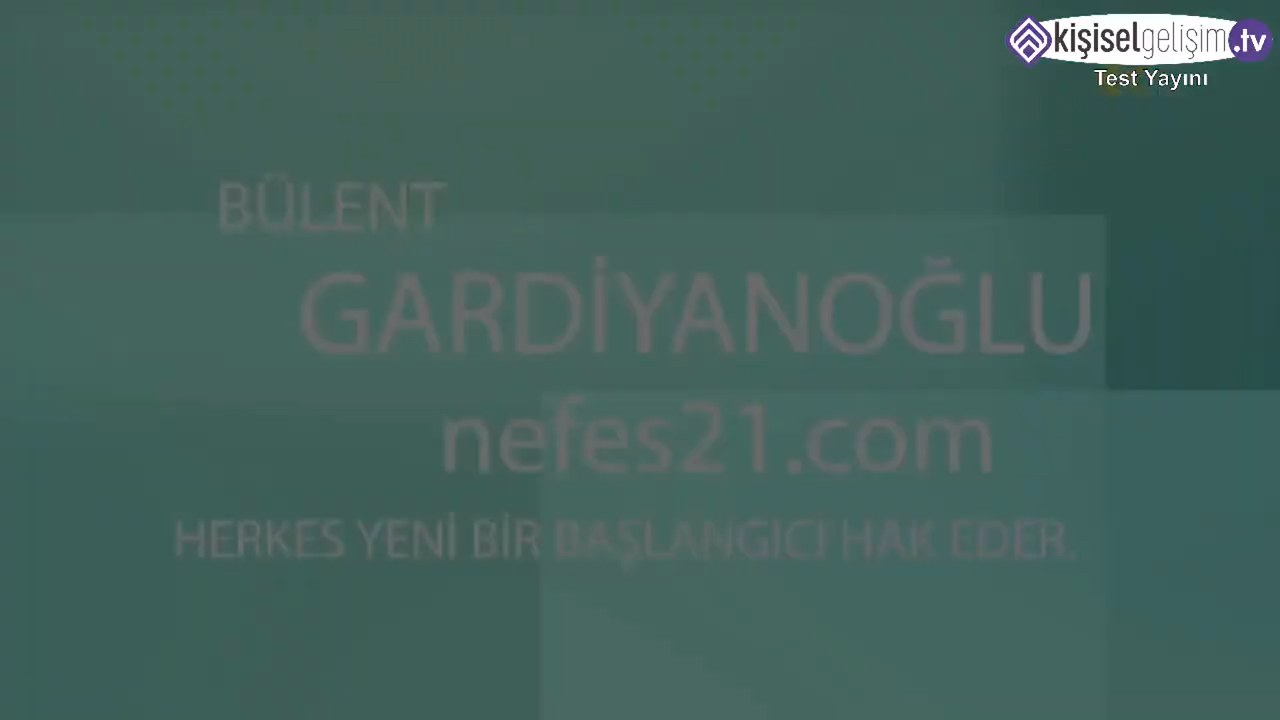 kişiselgelişim.tv
Test Yayını
BÜLENT
GARDİYANOĞLU
nefes21.com
HERKES YENİ BİR BAŞLANGICI HAK EDER.